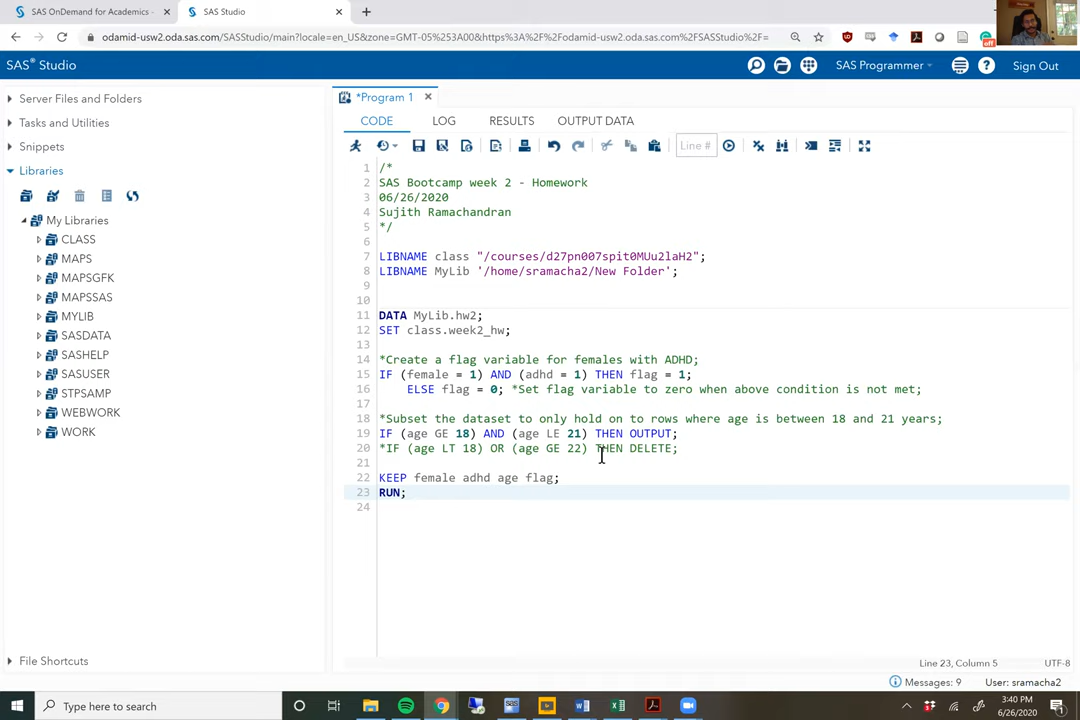 SAS OnDemand for Academics -
SAS Studio
odamid-usw2.oda.sas.com/SASStudio/main?locale=en_US&zone=GMT-05%253A00&https%3A%2F%2Fodamid-usw2.oda.sas.com%2FSASStudio%2F=
off
SAS® Studio
SAS Programmer
Sign Out
Server Files and Folders
Tasks and Utilities
Snippets
Libraries
My Libraries
CLASS
MAPS
MAPSGFK
MAPSSAS
MYLIB
SASDATA
SASHELP
SASUSER
STPSAMP
WEBWORK
WORK
File Shortcuts
*Program 1
CODE
LOG
RESULTS
OUTPUT DATA
Line #
1 /*
2 SAS Bootcamp week 2 - Homework
3 06/26/2020
4 Sujith Ramachandran
5 */
6
7 LIBNAME class "/courses/d27pn007spit0MUu2laH2";
8 LIBNAME MyLib '/home/sramacha2/New Folder';
9
10
11 DATA MyLib.hw2;
12 SET class.week2_hw;
13
14 *Create a flag variable for females with ADHD;
15 IF (female = 1) AND (adhd = 1) THEN flag = 1;
16 ELSE flag = 0; *Set flag variable to zero when above condition is not met;
17
18 *Subset the dataset to only hold on to rows where age is between 18 and 21 years;
19 IF (age GE 18) AND (age LE 21) THEN OUTPUT;
20 *IF (age LT 18) OR (age GE 22) THEN DELETE;
21
22 KEEP female adhd age flag;
23 RUN;
24
Line 23, Column 5
UTF-8
Messages: 9
User: sramacha2
Type here to search
3:40 PM
6/26/2020